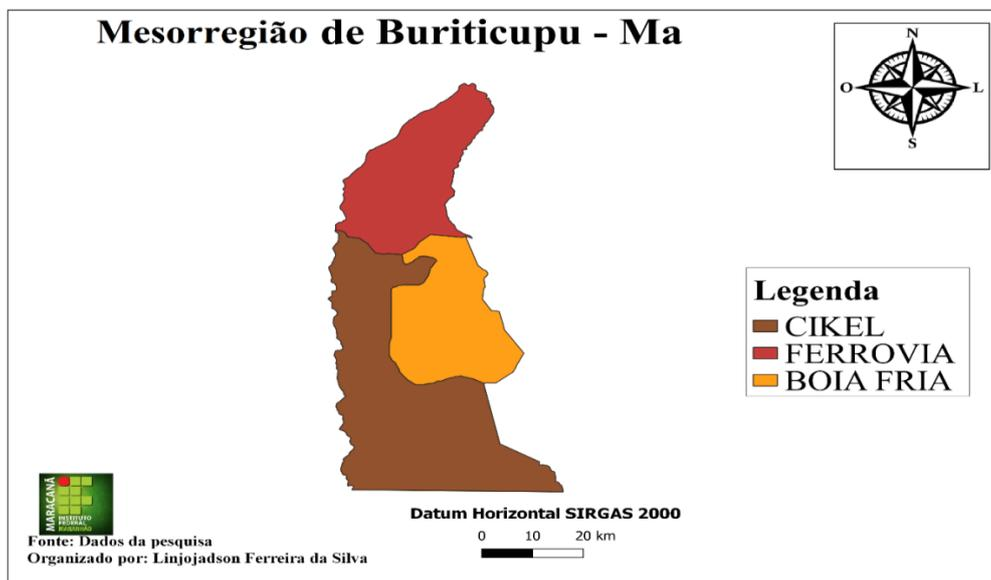 Mesorregião de Buriticupu - Ma
N
O
L
S
Legenda
CIKEL
FERROVIA
BOIA FRIA
MARACANÃ
INSTITUTO
FEDERAL
MARANHÃO
Datum Horizontal SIRGAS 2000
0 10 20 km
Fonte: Dados da pesquisa
Organizado por: Linjojadson Ferreira da Silva